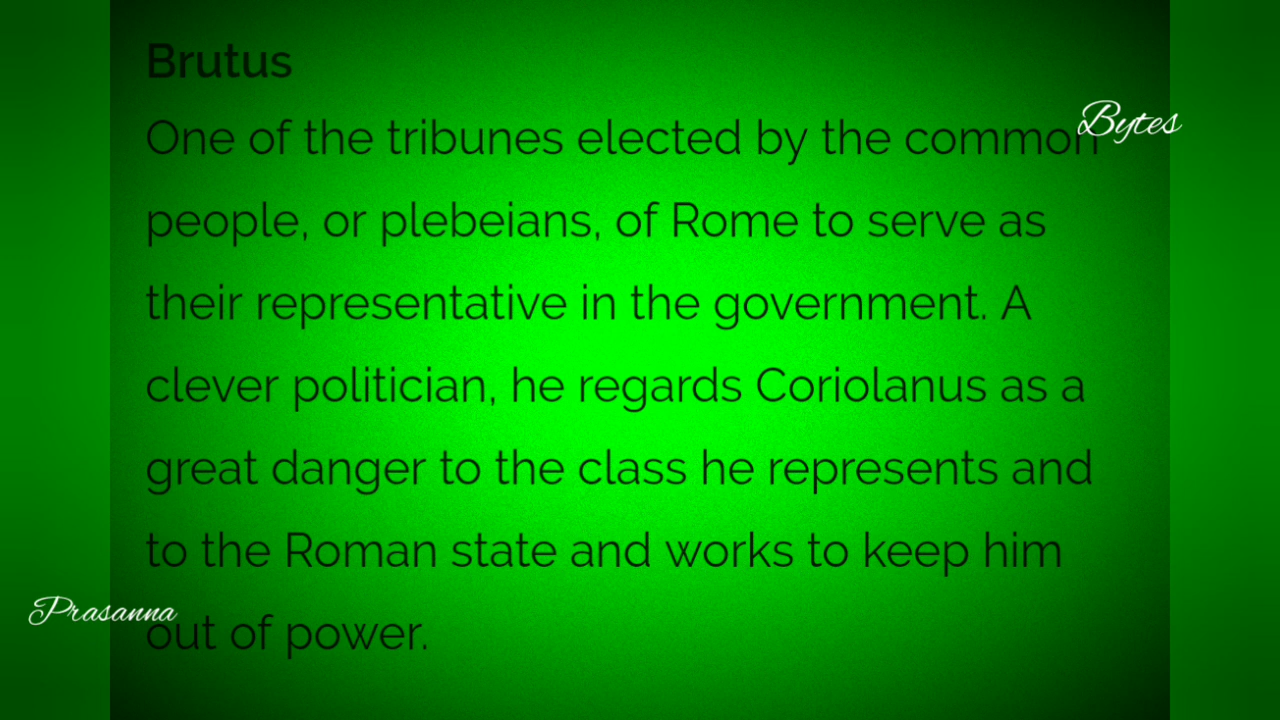 Brutus
One of the tribunes elected by the common
Bytes
people, or plebeians, of Rome to serve as
their representative in the government. A
clever politician, he regards Coriolanus as a
great danger to the class he represents and
to the Roman state and works to keep him
Prasanna
out of power.